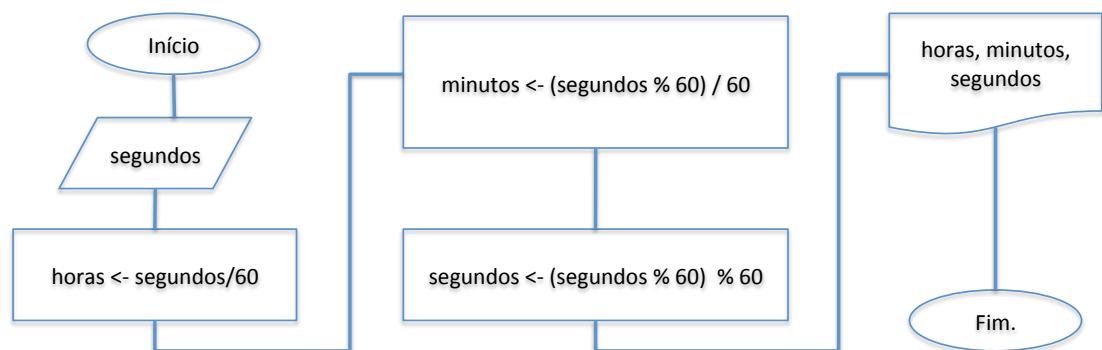 Início
segundos
horas <- segundos/60
minutos <- (segundos % 60) / 60
segundos <- (segundos % 60)  % 60
horas, minutos,
segundos
Fim.